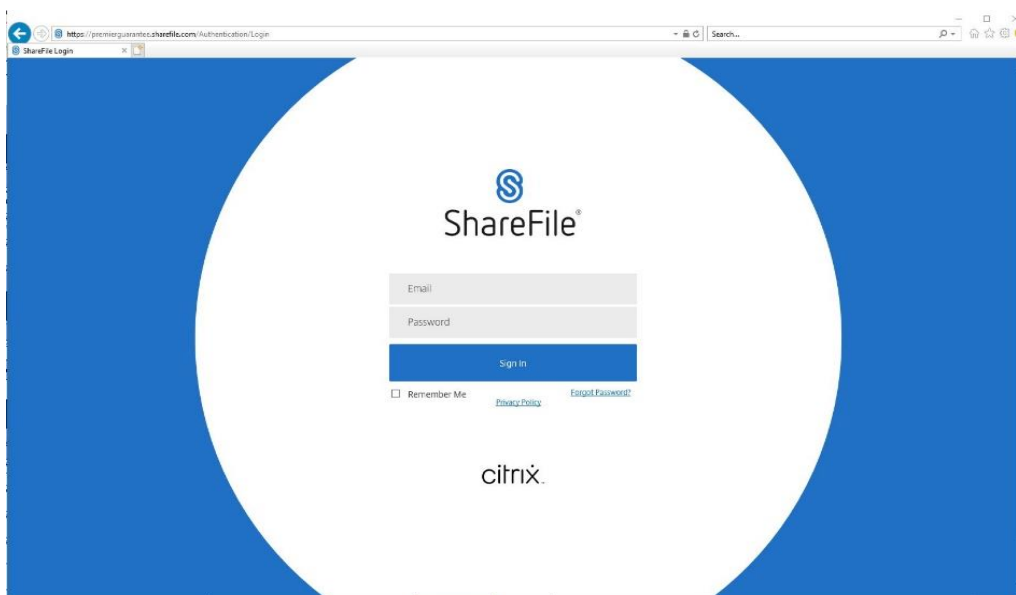 https://premierguarantee.sharefile.com/Authentication/Login
Search...
ShareFile Login
ShareFile®
Email
Password
Sign In
Remember Me
Forgot Password?
Privacy Policy
citrix™